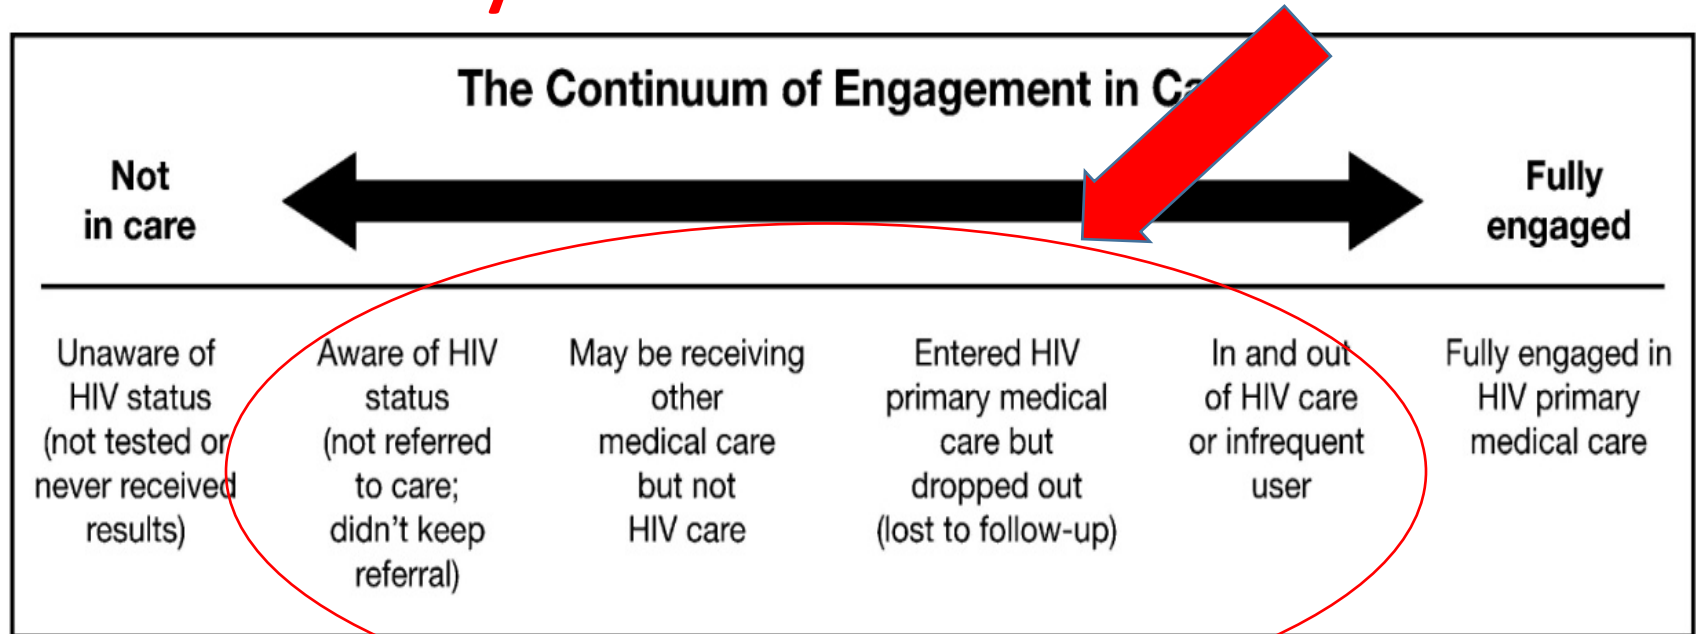 The Continuum of Engagement in
Not
in care
Fully
engaged
Unaware of
HIV status
(not tested or
never received
results)
Aware of HIV
status
(not referred
to care;
didn't keep
referral)
May be receiving
other
medical care
but not
HIV care
Entered HIV
primary medical
care but
dropped out
(lost to follow-up)
In and out
of HIV care
or infrequent
user
Fully engaged in
HIV primary
medical care